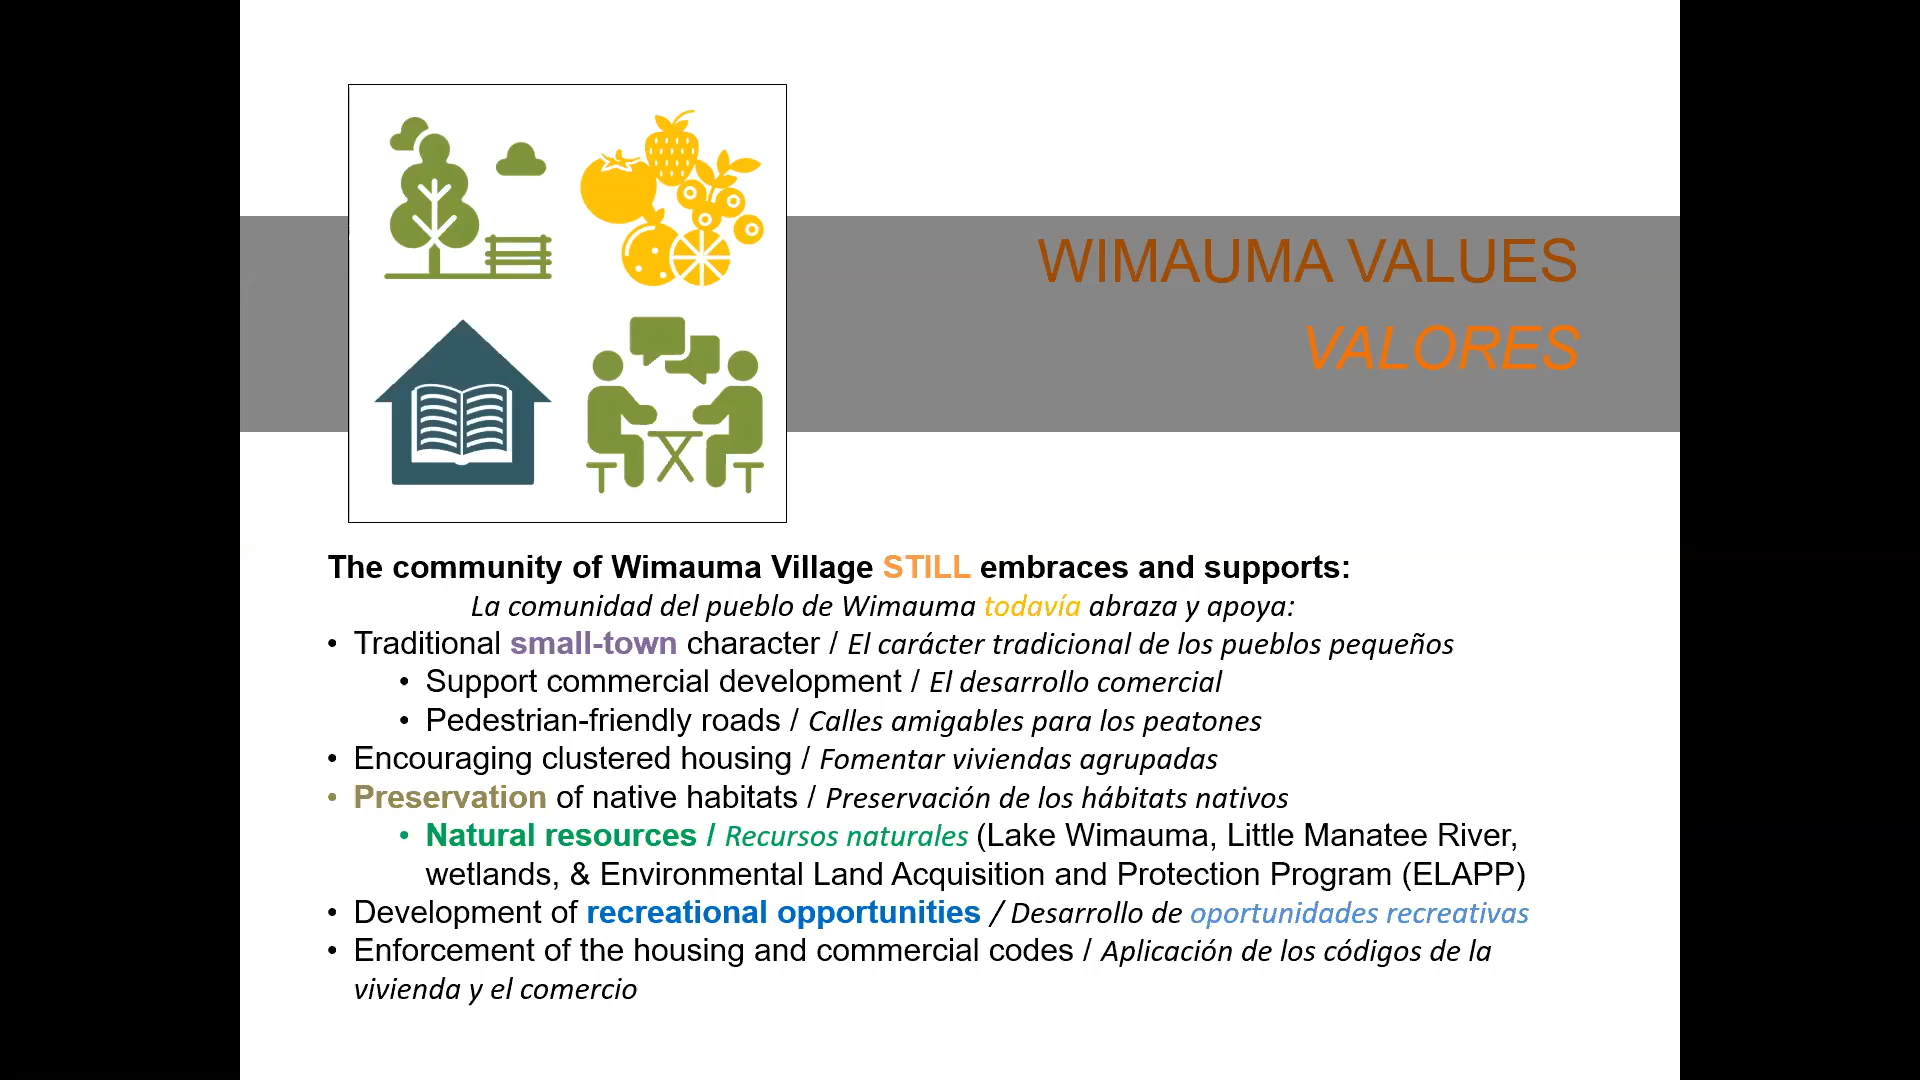 WIMAUMA VALUES
VALORES
The community of Wimauma Village STILL embraces and supports:
La comunidad del pueblo de Wimauma todavía abraza y apoya:
• Traditional small-town character / El carácter tradicional de los pueblos pequeños
• Support commercial development / El desarrollo comercial
• Pedestrian-friendly roads / Calles amigables para los peatones
• Encouraging clustered housing / Fomentar viviendas agrupadas
• Preservation of native habitats / Preservación de los hábitats nativos
• Natural resources / Recursos naturales (Lake Wimauma, Little Manatee River,
wetlands, & Environmental Land Acquisition and Protection Program (ELAPP)
• Development of recreational opportunities / Desarrollo de oportunidades recreativas
• Enforcement of the housing and commercial codes / Aplicación de los códigos de la
vivienda y el comercio